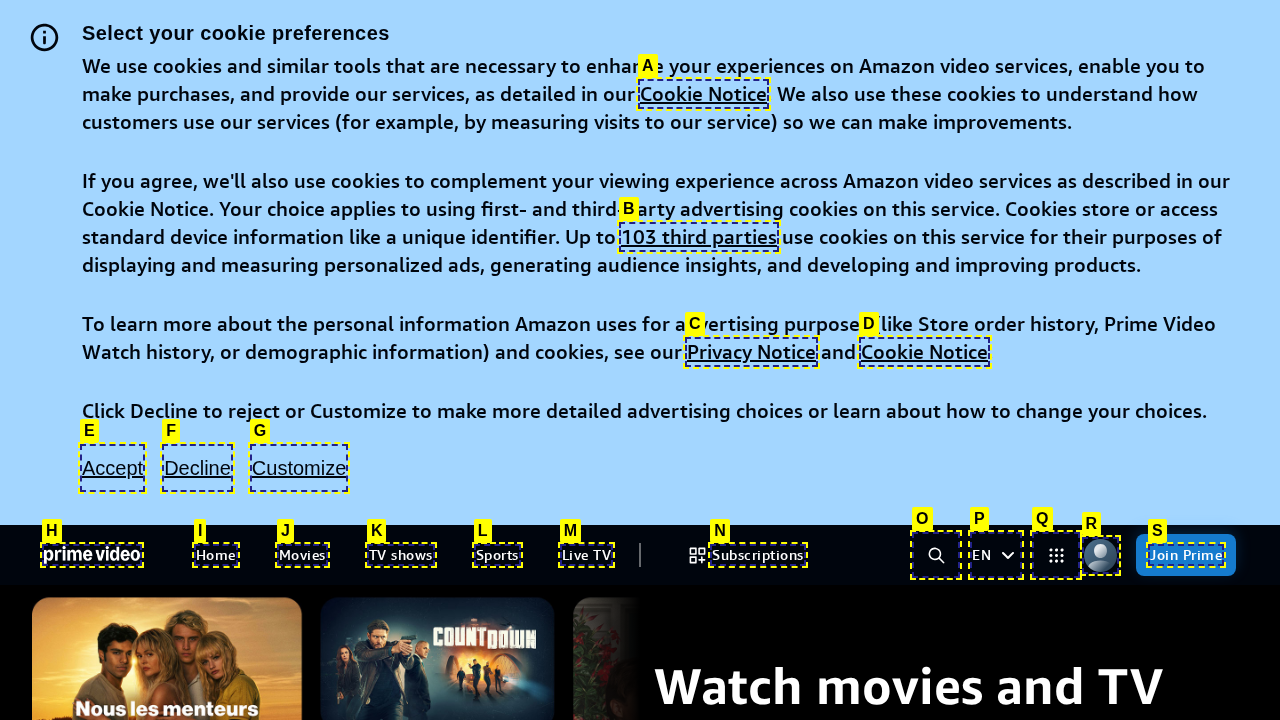 Select your cookie preferences
We use cookies and similar tools that are necessary to your experiences on Amazon video services, enable you to
make purchases, and provide our services, as detailed in our Cookie Notice. We also use these cookies to understand how
customers use our services (for example, by measuring visits to our service) so we can make improvements.
If you agree, we'll also use cookies to complement your viewing experience across Amazon video services as described in our
Cookie Notice. Your choice applies to using first- and third-party advertising cookies on this service. Cookies store or access
standard device information like a unique identifier. Up to 103 third parties use cookies on this service for their purposes of
displaying and measuring personalized ads, generating audience insights, and developing and improving products.
To learn more about the personal information Amazon uses for advertising purposes (like Store order history, Prime Video
Watch history, or demographic information) and cookies, see our Privacy Notice and Cookie Notice
Click Decline to reject or Customize to make more detailed advertising choices or learn about how to change your choices.
A
B
C D
E F G
Accept Decline Customize
H I J K L M N O P Q R S
prime video Home Movies TV shows Sports Live TV Subscriptions EN Join Prime
COUNTDOWN
Nous les menteurs
Watch movies and TV